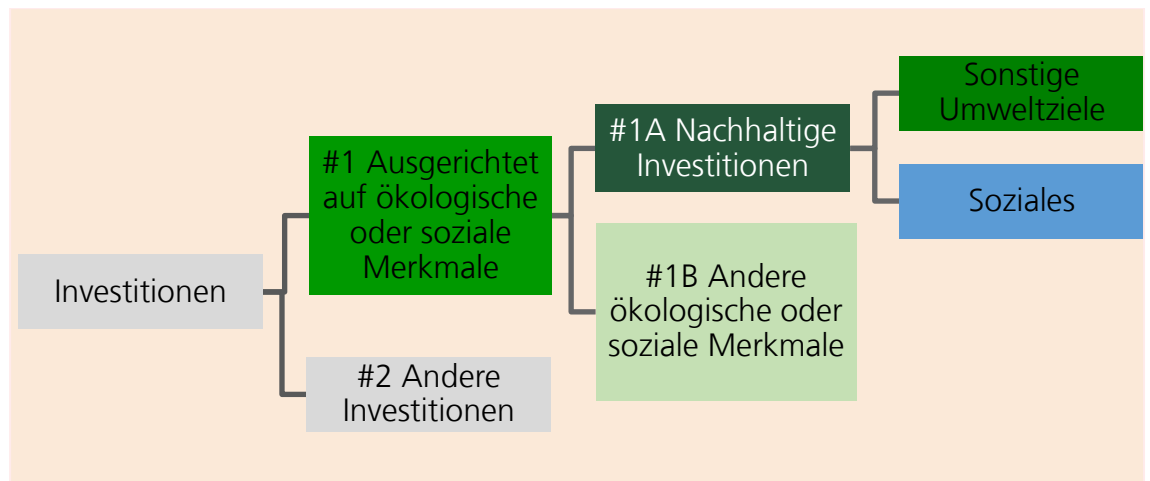 Investitionen
#1 Ausgerichtet
auf ökologische
oder soziale
Merkmale
#2 Andere
Investitionen
#1A Nachhaltige
Investitionen
#1B Andere
ökologische oder
soziale Merkmale
Sonstige
Umweltziele
Soziales